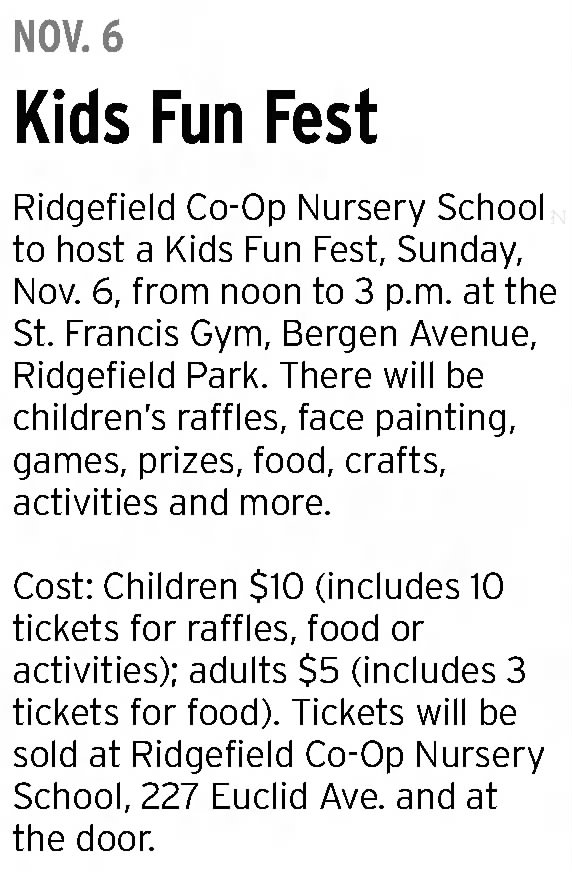 NOV. 6
Kids Fun Fest
Ridgefield Co-Op Nursery School
to host a Kids Fun Fest, Sunday,
Nov. 6, from noon to 3 p.m. at the
St. Francis Gym, Bergen Avenue,
Ridgefield Park. There will be
children's raffles, face painting,
games, prizes, food, crafts,
activities and more.
Cost: Children $10 (includes 10
tickets for raffles, food or
activities); adults $5 (includes 3
tickets for food). Tickets will be
sold at Ridgefield Co-Op Nursery
School, 227 Euclid Ave. and at
the door.